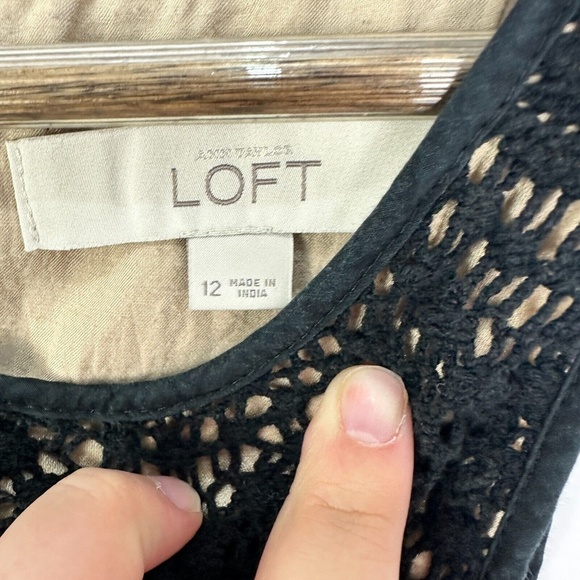 ANN TAYLOR
LOFT
12 MADE IN
INDIA